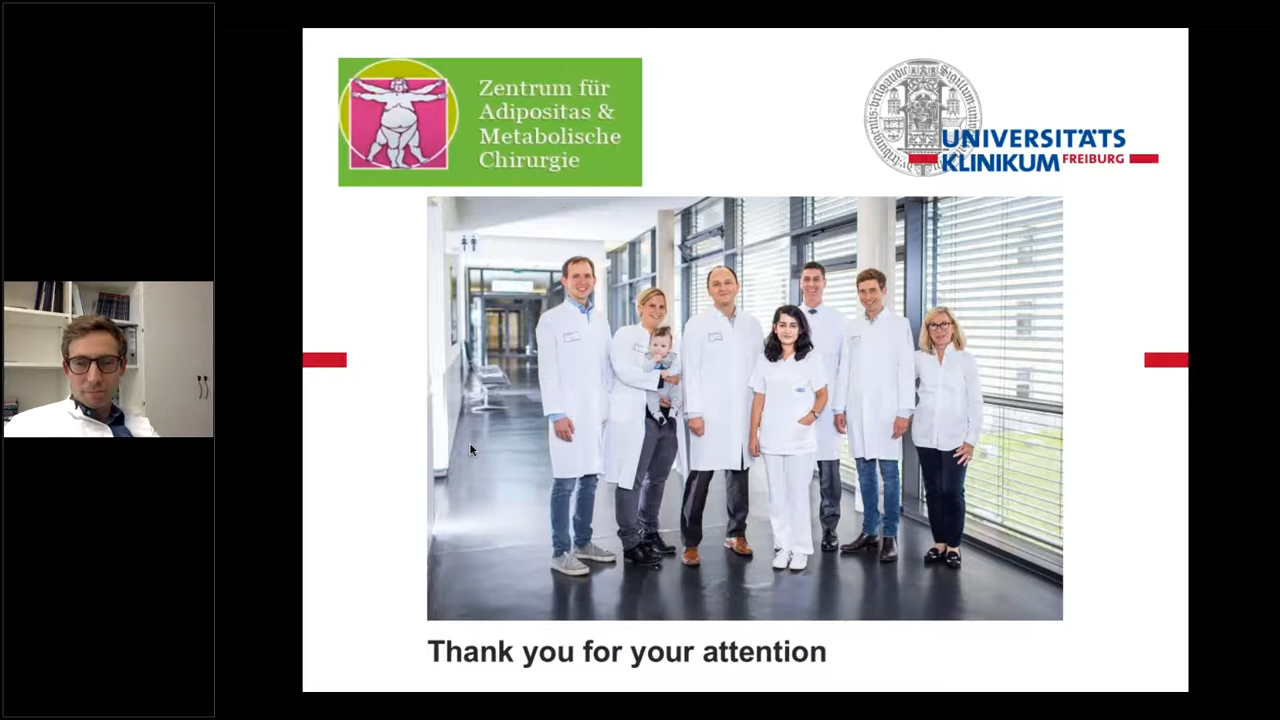 Zentrum für
Adipositas &
Metabolische
Chirurgie
UNIVERSITÄTS
KLINIKUM FREIBURG
Thank you for your attention